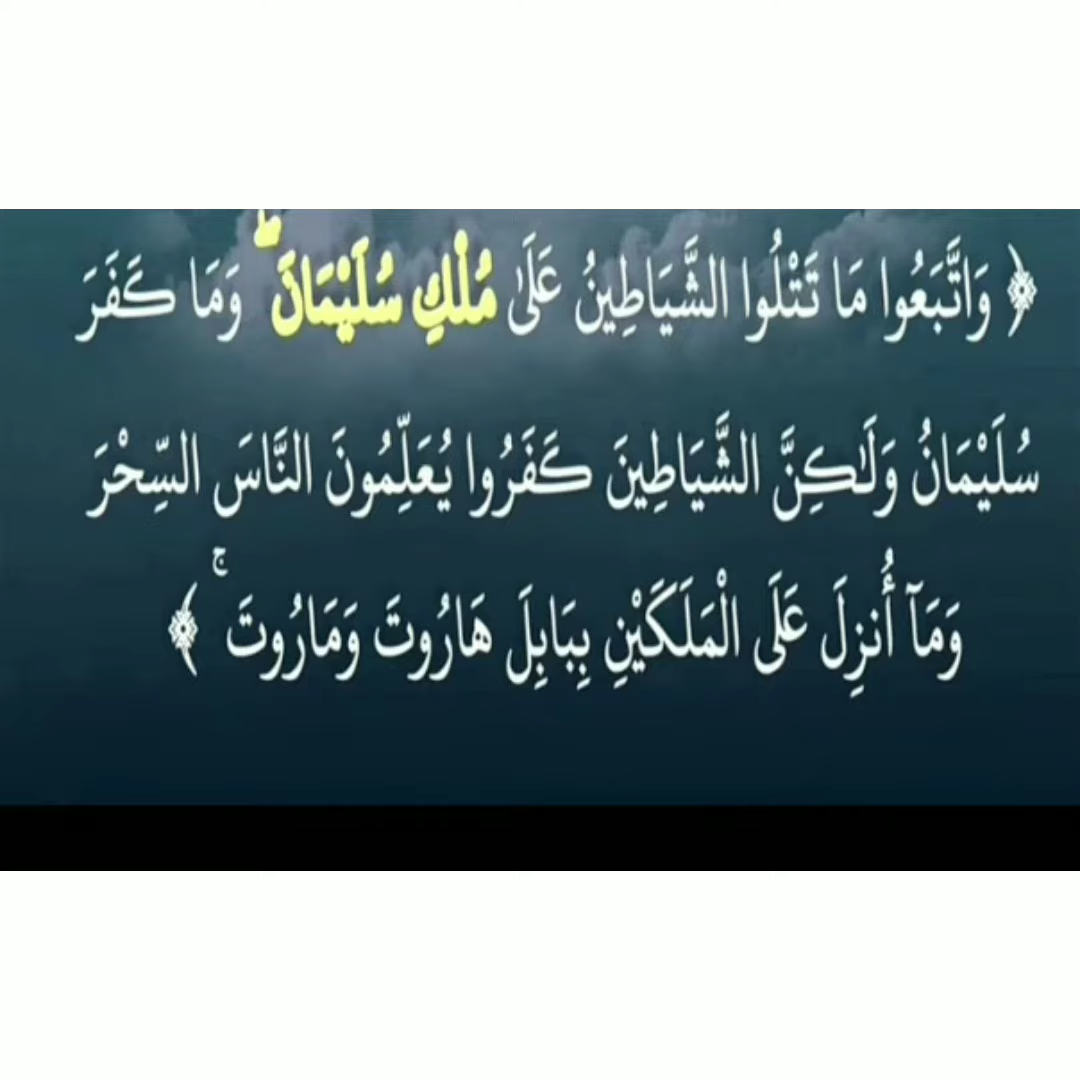 ﴿ وَاتَّبَعُوا مَا تَتْلُوا الشَّيَاطِينُ عَلَىٰ مُلْكِ سُلَيْمَانَ ۖ وَمَا كَفَرَ
سُلَيْمَانُ وَلَٰكِنَّ الشَّيَاطِينَ كَفَرُوا يُعَلِّمُونَ النَّاسَ السِّحْرَ
وَمَآ أُنزِلَ عَلَى الْمَلَكَيْنِ بِبَابِلَ هَارُوتَ وَمَارُوتَ ۚ ﴾